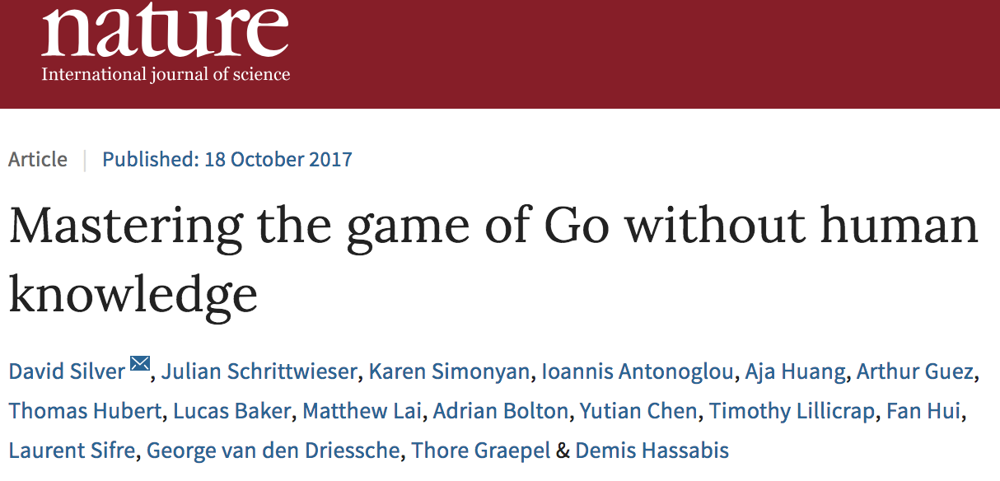 nature
International journal of science
Article | Published: 18 October 2017
Mastering the game of Go without human
knowledge
David Silver, Julian Schrittwieser, Karen Simonyan, Ioannis Antonoglou, Aja Huang, Arthur Guez,
Thomas Hubert, Lucas Baker, Matthew Lai, Adrian Bolton, Yutian Chen, Timothy Lillicrap, Fan Hui,
Laurent Sifre, George van den Driessche, Thore Graepel & Demis Hassabis